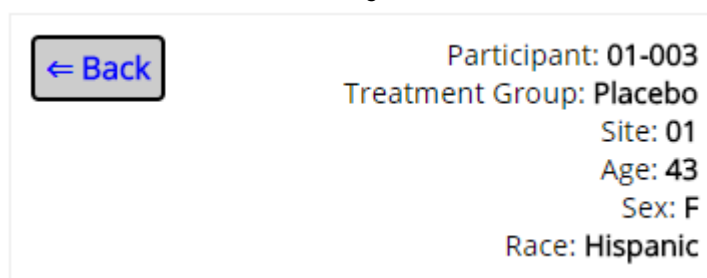 ⇐ Back
Participant: 01-003
Treatment Group: Placebo
Site: 01
Age: 43
Sex: F
Race: Hispanic